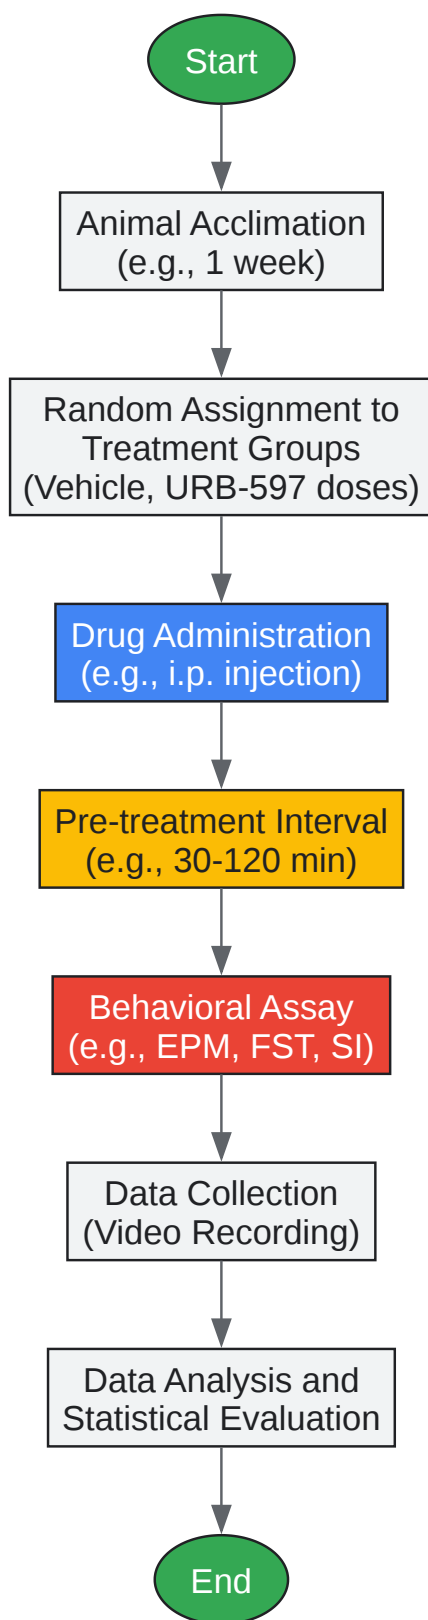 Start
Animal Acclimation
(e.g., 1 week)
Random Assignment to
Treatment Groups
(Vehicle, URB-597 doses)
Drug Administration
(e.g., i.p. injection)
Pre-treatment Interval
(e.g., 30-120 min)
Behavioral Assay
(e.g., EPM, FST, SI)
Data Collection
(Video Recording)
Data Analysis and
Statistical Evaluation
End